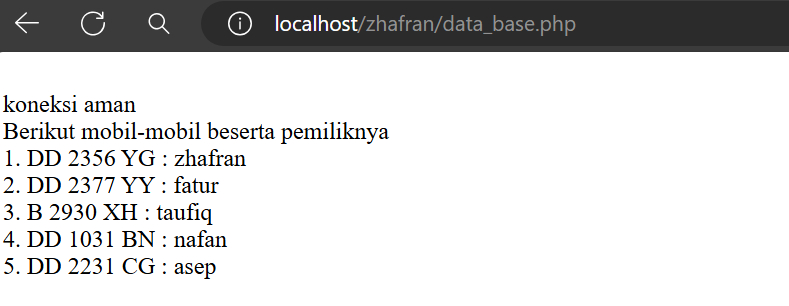 localhost/zhafran/data_base.php
koneksi aman
Berikut mobil-mobil beserta pemiliknya
1. DD 2356 YG : zhafran
2. DD 2377 YY : fatur
3. B 2930 XH : taufiq
4. DD 1031 BN : nafan
5. DD 2231 CG : asep